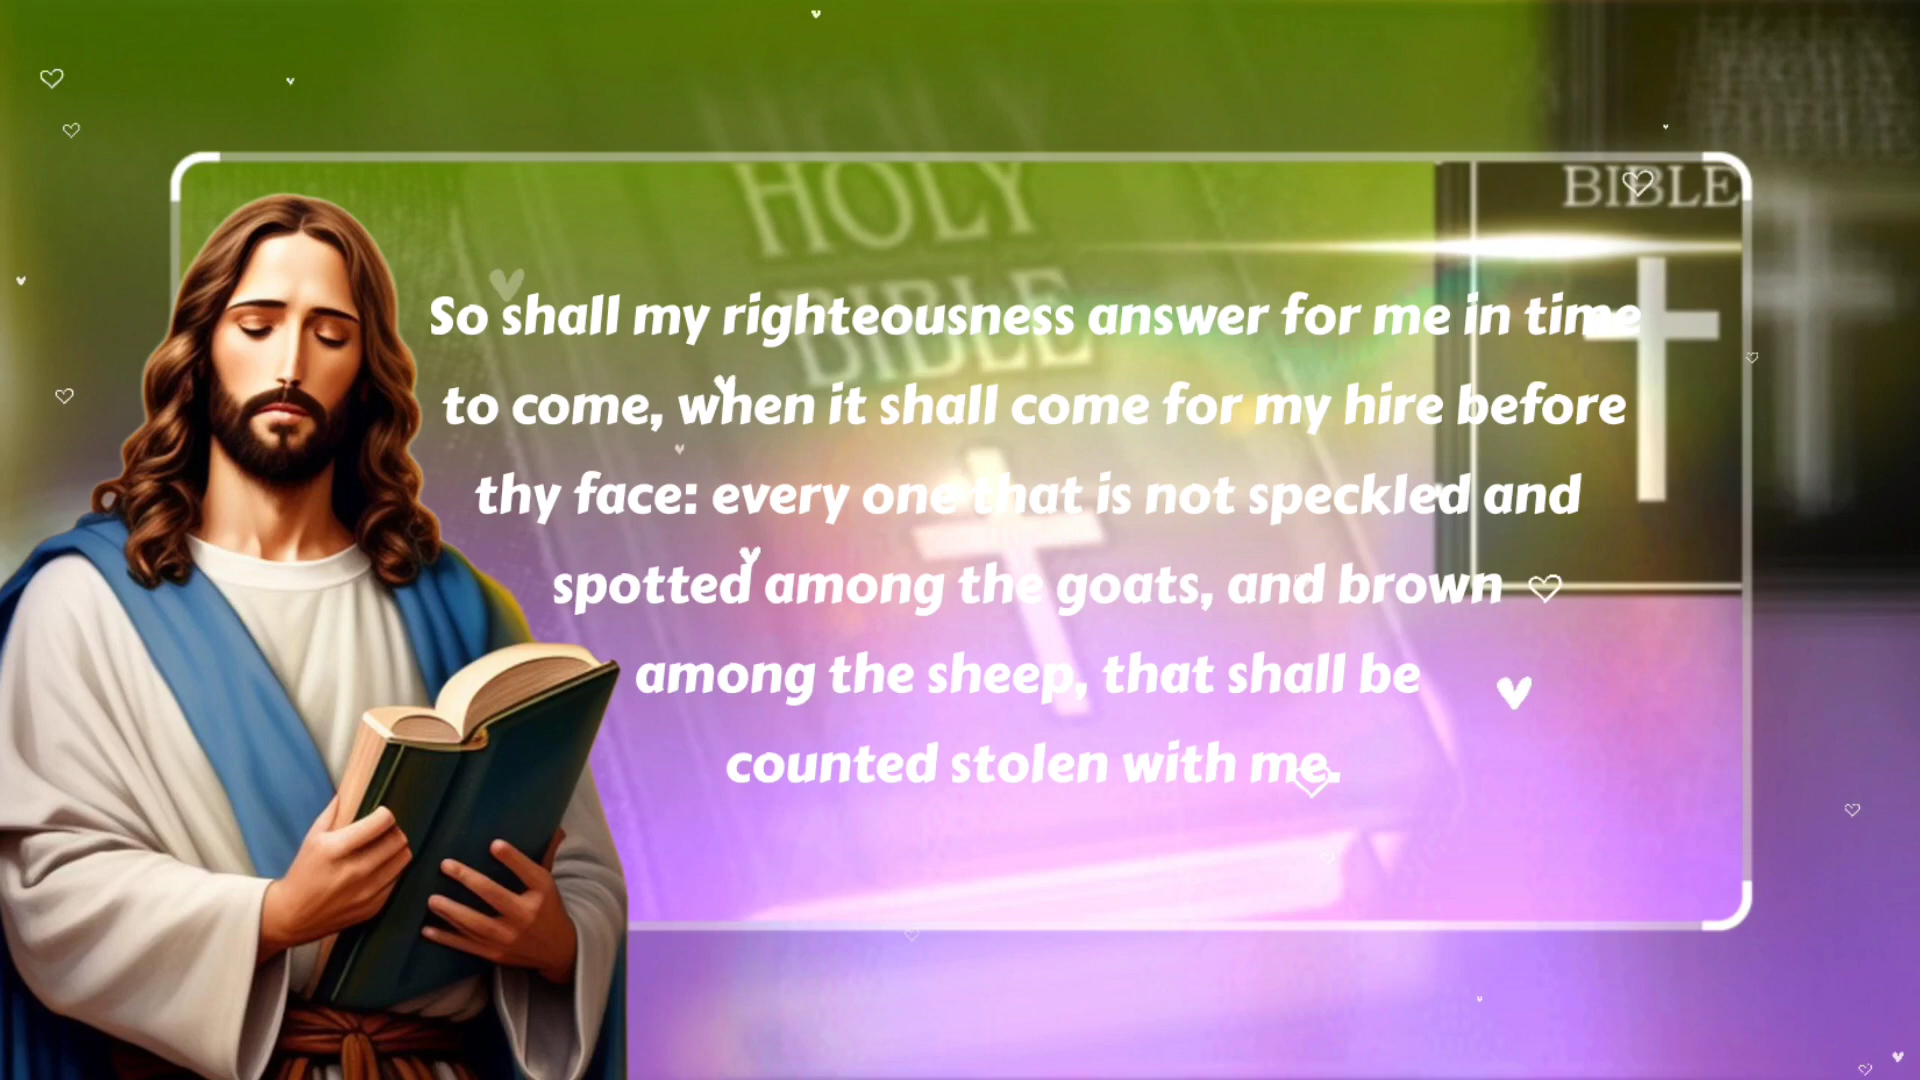 HOLY
BIBLE
BIBLE
So shall my righteousness answer for me in time
to come, when it shall come for my hire before
thy face: every one that is not speckled and
spotted among the goats, and brown
among the sheep, that shall be
counted stolen with me.